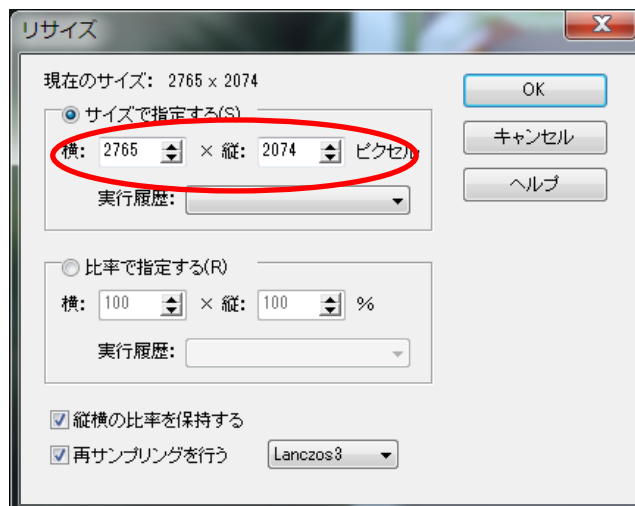 リサイズ
現在のサイズ: 2765 x 2074
サイズで指定する(S)
横: 2765 × 縦: 2074 ピクセル
実行履歴:
比率で指定する(R)
横: 100 × 縦: 100 %
実行履歴:
縦横の比率を保持する
再サンプリングを行う Lanczos3
OK
キャンセル
ヘルプ